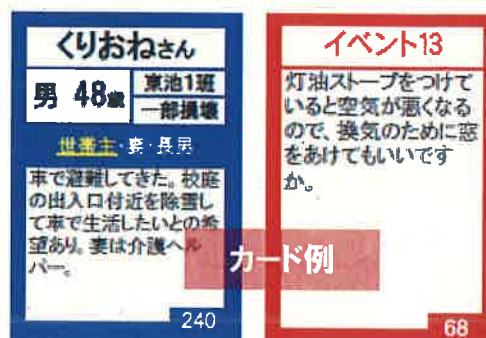 くりおねさん
男 48歳
東池1班
一部損壊
世帯主・妻・長男
車で避難してきた。校庭
の出入口付近を除雪し
て車で生活したいとの希
望あり。妻は介護ヘル
パー。
240
イベント13
灯油ストーブをつけて
いると空気が悪くなる
ので、換気のために窓
をあけてもいいです
か。
68
カード例